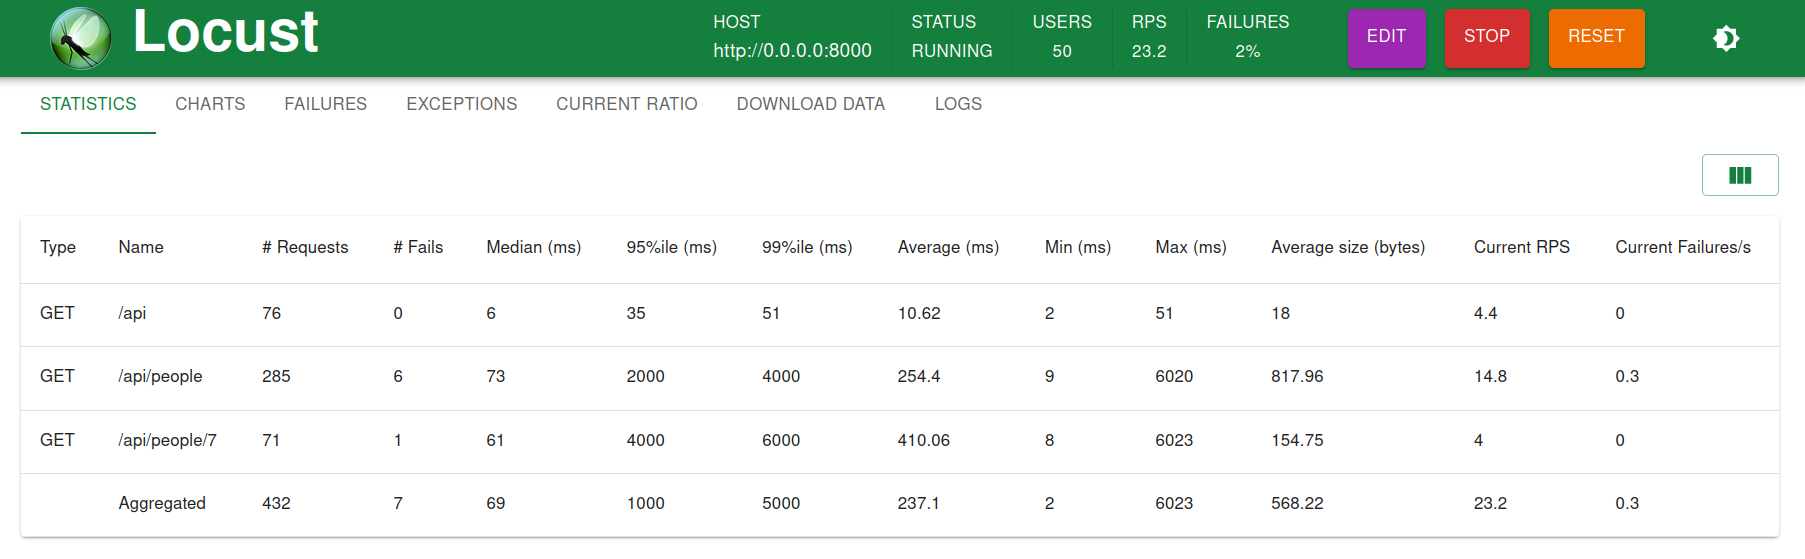 Locust
HOST STATUS USERS RPS FAILURES
http://0.0.0.0:8000 RUNNING 50 23.2 2%
EDIT STOP RESET
STATISTICS CHARTS FAILURES EXCEPTIONS CURRENT RATIO DOWNLOAD DATA LOGS
Type Name # Requests # Fails Median (ms) 95%ile (ms) 99%ile (ms) Average (ms) Min (ms) Max (ms) Average size (bytes) Current RPS Current Failures/s
GET /api 76 0 6 35 51 10.62 2 51 18 4.4 0
GET /api/people 285 6 73 2000 4000 254.4 9 6020 817.96 14.8 0.3
GET /api/people/7 71 1 61 4000 6000 410.06 8 6023 154.75 4 0
Aggregated 432 7 69 1000 5000 237.1 2 6023 568.22 23.2 0.3